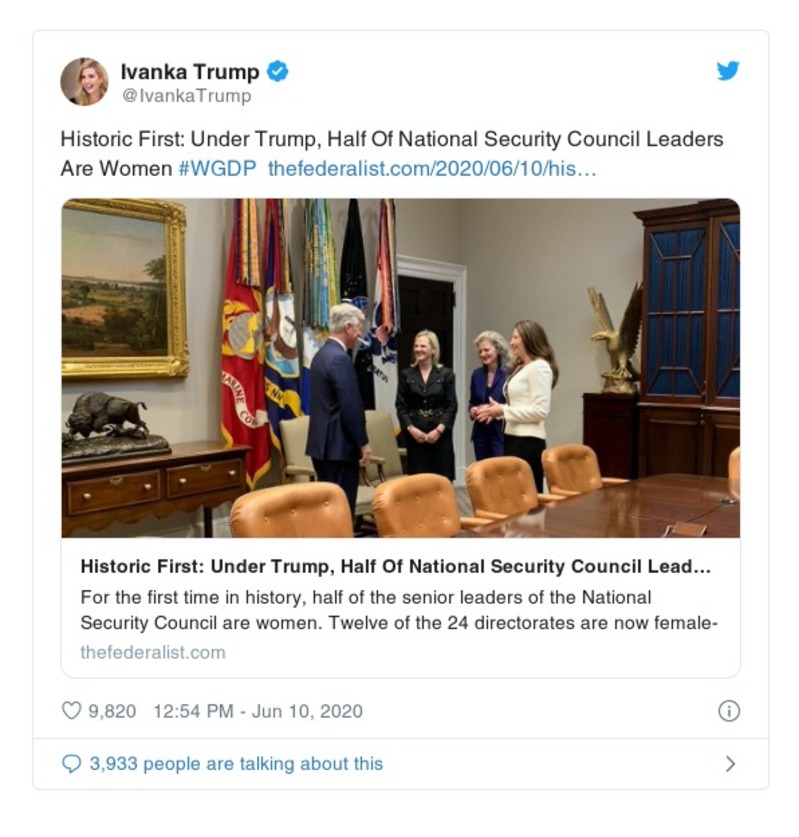 Ivanka Trump
@IvankaTrump
Historic First: Under Trump, Half Of National Security Council Leaders
Are Women #WGDP thefederalist.com/2020/06/10/his…
MARINE CO
Historic First: Under Trump, Half Of National Security Council Lead...
For the first time in history, half of the senior leaders of the National
Security Council are women. Twelve of the 24 directorates are now female-
thefederalist.com
9,820 12:54 PM - Jun 10, 2020
3,933 people are talking about this